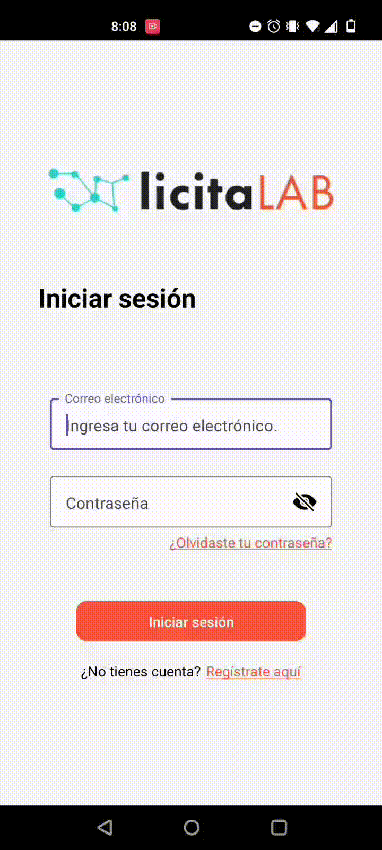 8:08
licitaLAB
Iniciar sesión
Correo electrónico
Ingresa tu correo electrónico.
Contraseña
¿Olvidaste tu contraseña?
Iniciar sesión
¿No tienes cuenta? Regístrate aquí